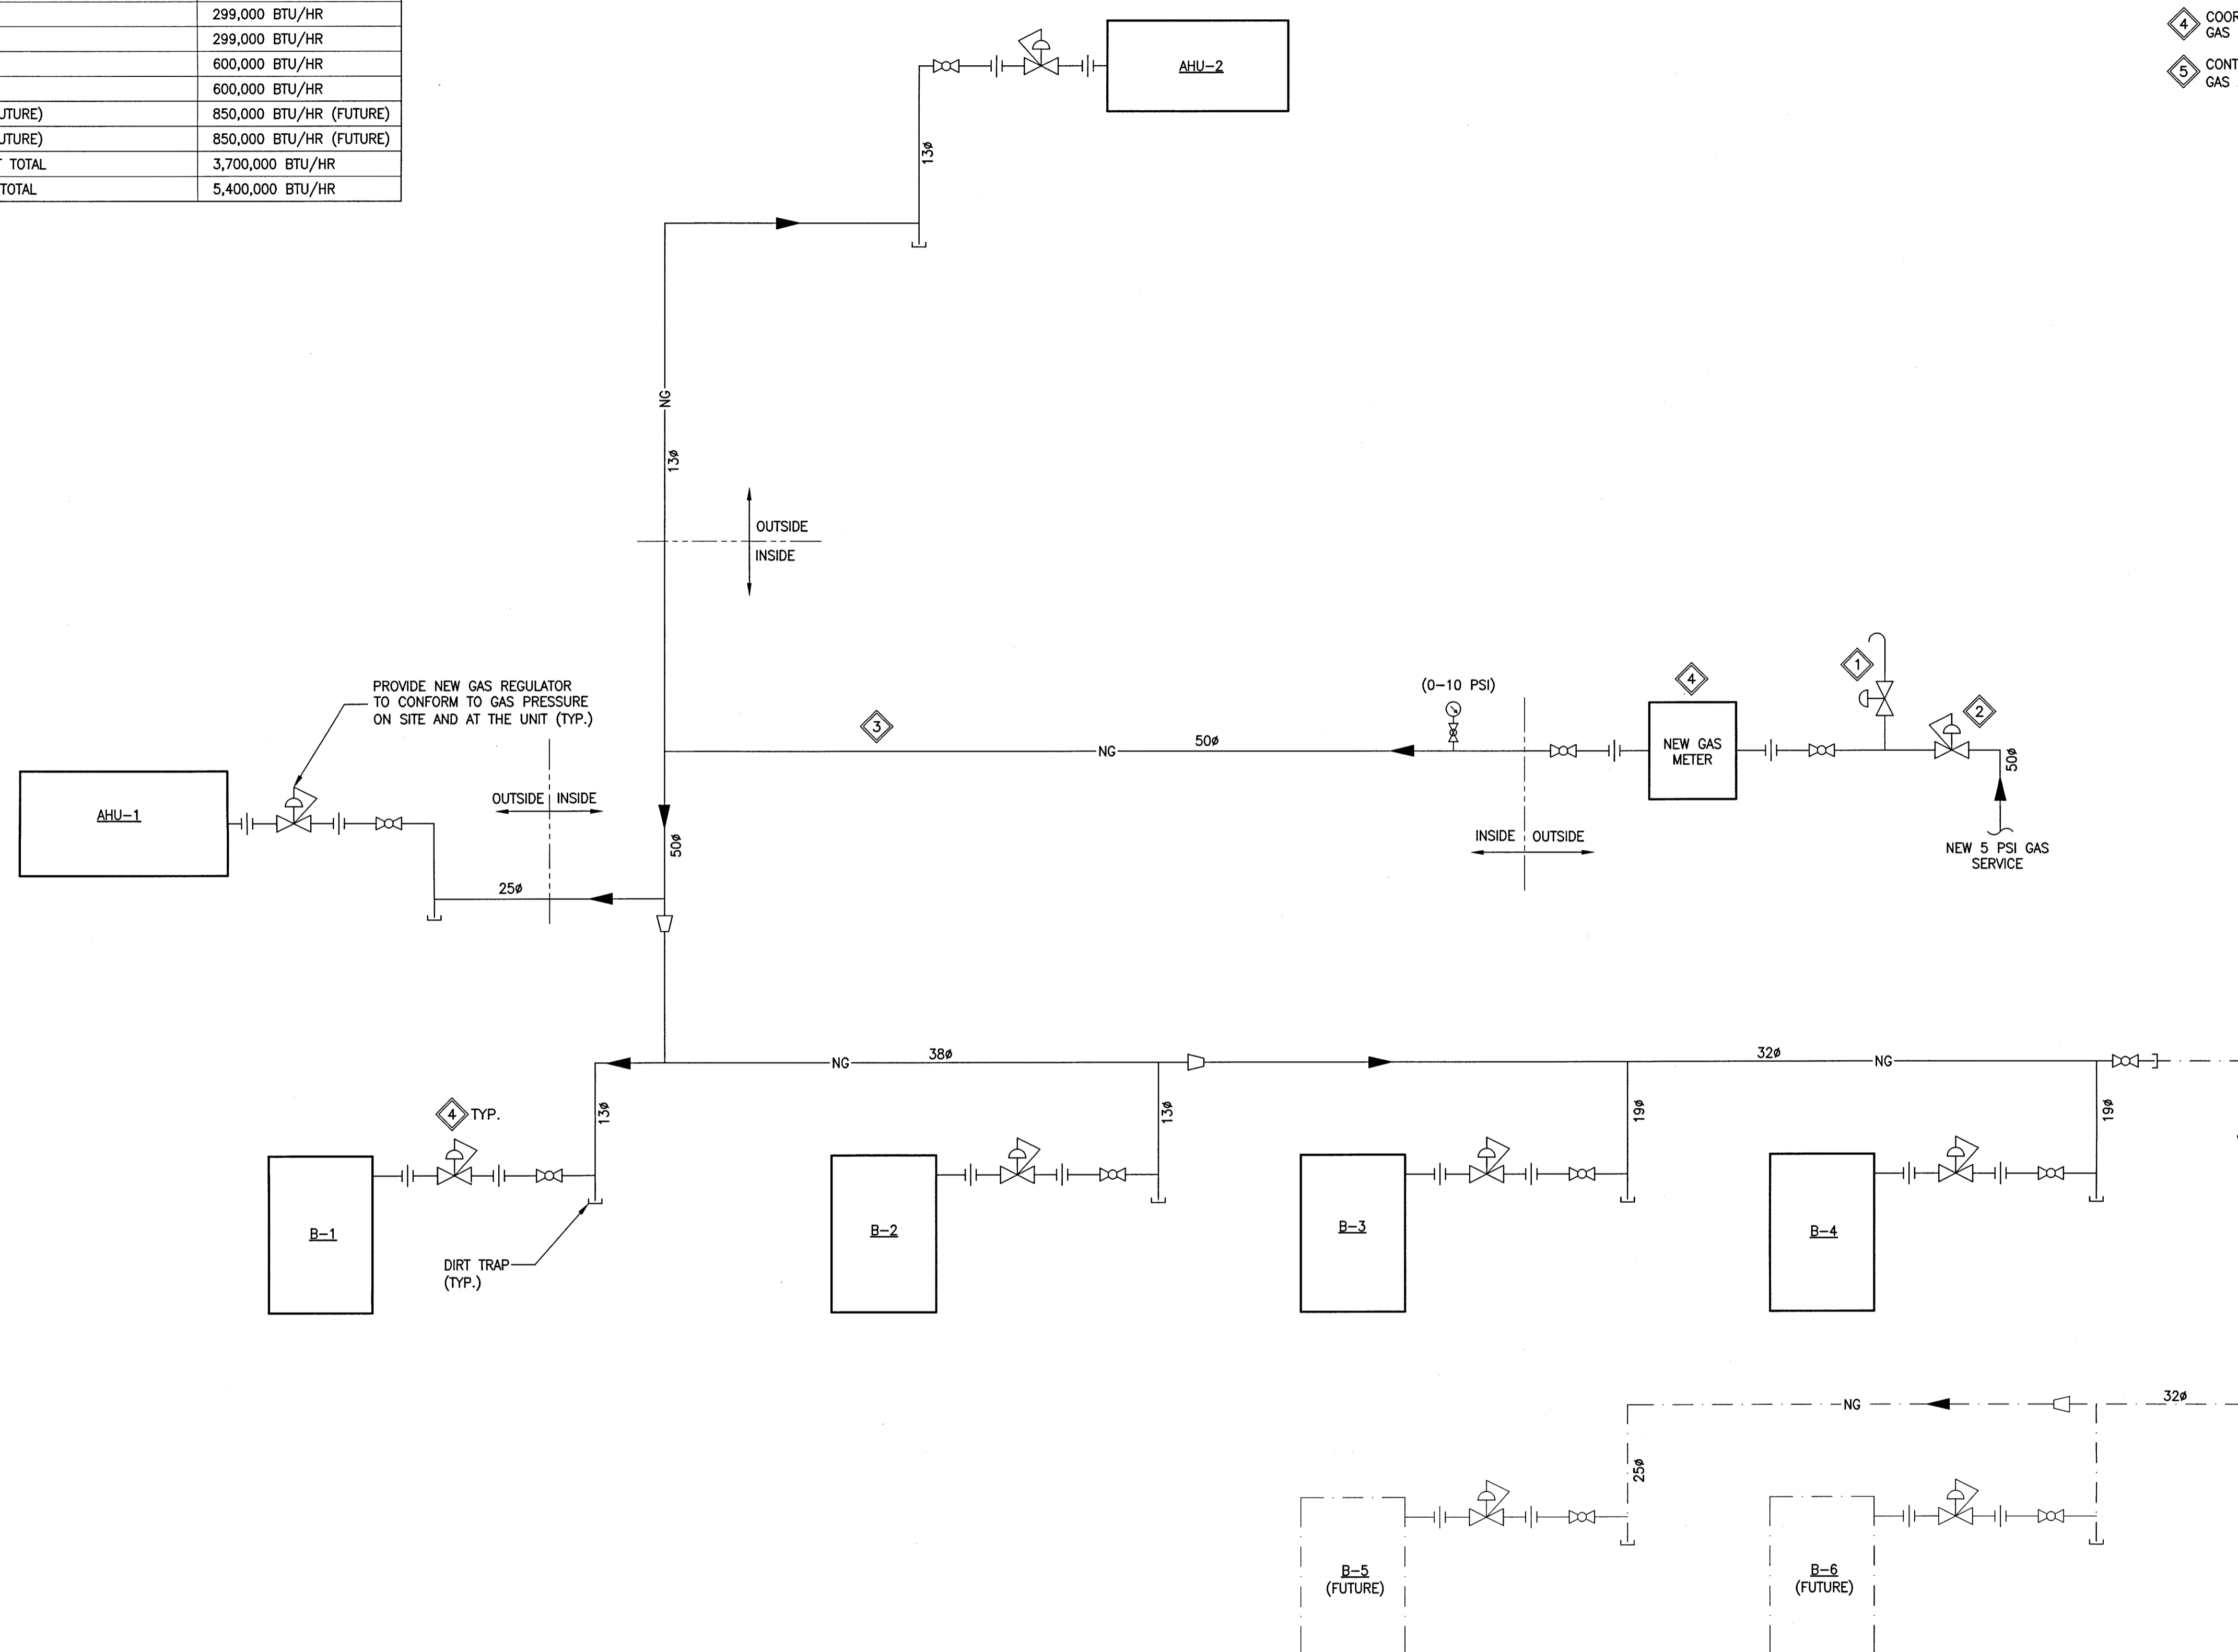 299,000 BTU/HR
299,000 BTU/HR
600,000 BTU/HR
600,000 BTU/HR
850,000 BTU/HR (FUTURE)
850,000 BTU/HR (FUTURE)
TOTAL 3,700,000 BTU/HR
TOTAL 5,400,000 BTU/HR
4
GAS
5
GAS
AHU-2
13ø
NG
13ø
OUTSIDE
INSIDE
PROVIDE NEW GAS REGULATOR
TO CONFORM TO GAS PRESSURE
ON SITE AND AT THE UNIT (TYP.)
3
NG
50ø
(0-10 PSI)
4
NEW GAS
METER
1
2
50ø
INSIDE OUTSIDE
NEW 5 PSI GAS
SERVICE
AHU-1
OUTSIDE INSIDE
50ø
25ø
NG
38ø
32ø
NG
4 TYP.
13ø
13ø
19ø
19ø
B-1
B-2
B-3
B-4
DIRT TRAP
(TYP.)
NG
32ø
25ø
B-5
(FUTURE)
B-6
(FUTURE)